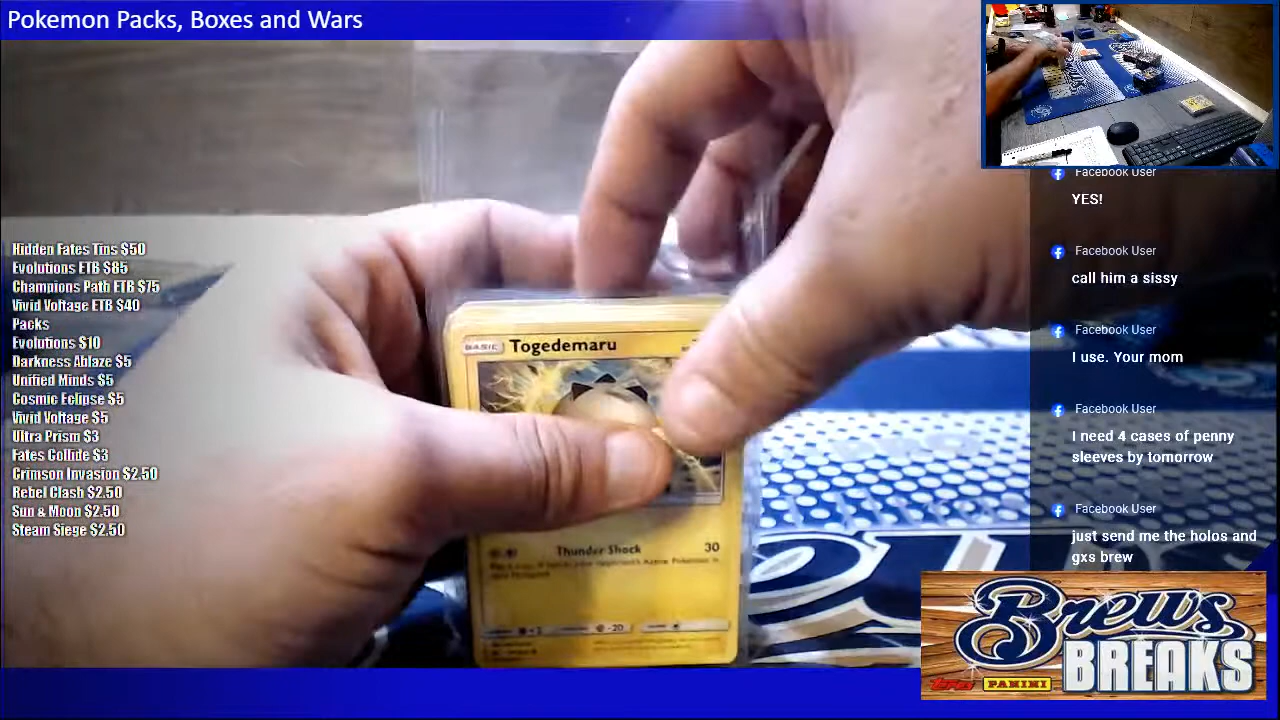 Pokemon Packs, Boxes and Wars
Hidden Fates Tins $50
Evolutions ETB $85
Champions Path ETB $75
Vivid Voltage ETB $40
Packs
Evolutions $10
Darkness Ablaze $5
Unified Minds $5
Cosmic Eclipse $5
Vivid Voltage $5
Ultra Prism $3
Fates Collide $3
Crimson Invasion $2.50
Rebel Clash $2.50
Sun & Moon $2.50
Steam Siege $2.50
BASIC Togedemaru
Thunder Shock 30
-20
Facebook User
YES!
Facebook User
call him a sissy
Facebook User
I use. Your mom
Facebook User
I need 4 cases of penny
sleeves by tomorrow
Facebook User
just send me the holos and
gxs brew
Brews
BREAKS
Topps PANINI